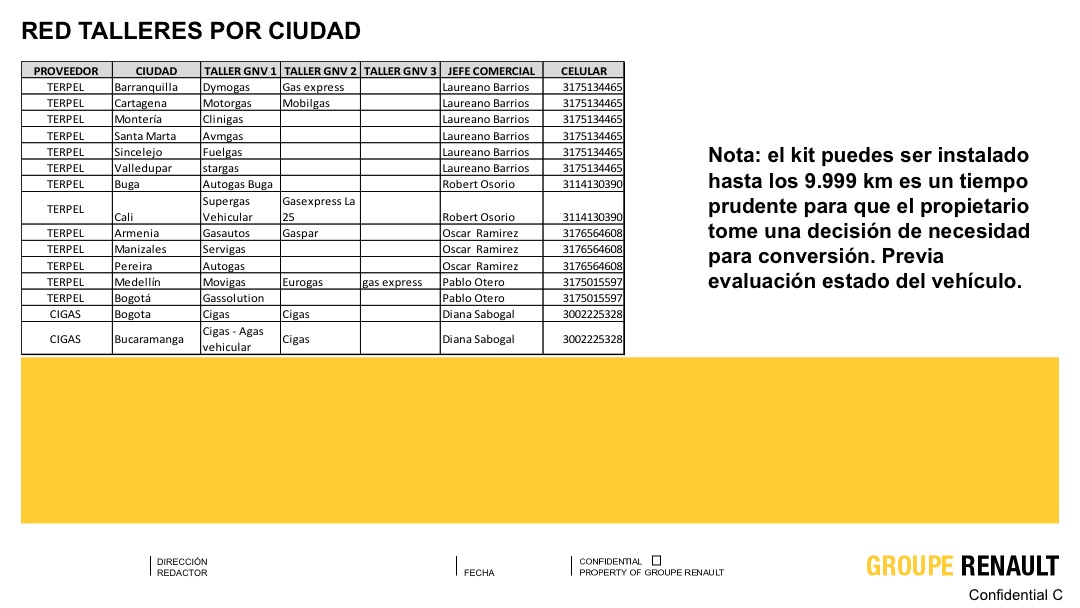 RED TALLERES POR CIUDAD
PROVEEDOR CIUDAD TALLER GNV 1 TALLER GNV 2 TALLER GNV 3 JEFE COMERCIAL CELULAR
TERPEL Barranquilla Dymogas Gas express Laureano Barrios 3175134465
TERPEL Cartagena Motorgas Mobilgas Laureano Barrios 3175134465
TERPEL Montería Clinigas Laureano Barrios 3175134465
TERPEL Santa Marta Avmgas Laureano Barrios 3175134465
TERPEL Sincelejo Fuelgas Laureano Barrios 3175134465
TERPEL Valledupar stargas Laureano Barrios 3175134465
TERPEL Buga Autogas Buga Robert Osorio 3114130390
Supergas Gasexpress La
TERPEL Cali Vehicular 25 Robert Osorio 3114130390
TERPEL Armenia Gasautos Gaspar Oscar Ramirez 3176564608
TERPEL Manizales Servigas Oscar Ramirez 3176564608
TERPEL Pereira Autogas Oscar Ramirez 3176564608
TERPEL Medellín Movigas Eurogas gas express Pablo Otero 3175015597
TERPEL Bogotá Gassolution Pablo Otero 3175015597
CIGAS Bogota Cigas Cigas Diana Sabogal 3002225328
Cigas - Agas
CIGAS Bucaramanga vehicular Cigas Diana Sabogal 3002225328
Nota: el kit puedes ser instalado
hasta los 9.999 km es un tiempo
prudente para que el propietario
tome una decisión de necesidad
para conversión. Previa
evaluación estado del vehículo.
DIRECCIÓN
REDACTOR
FECHA
CONFIDENTIAL
PROPERTY OF GROUPE RENAULT
GROUPE RENAULT
Confidential C